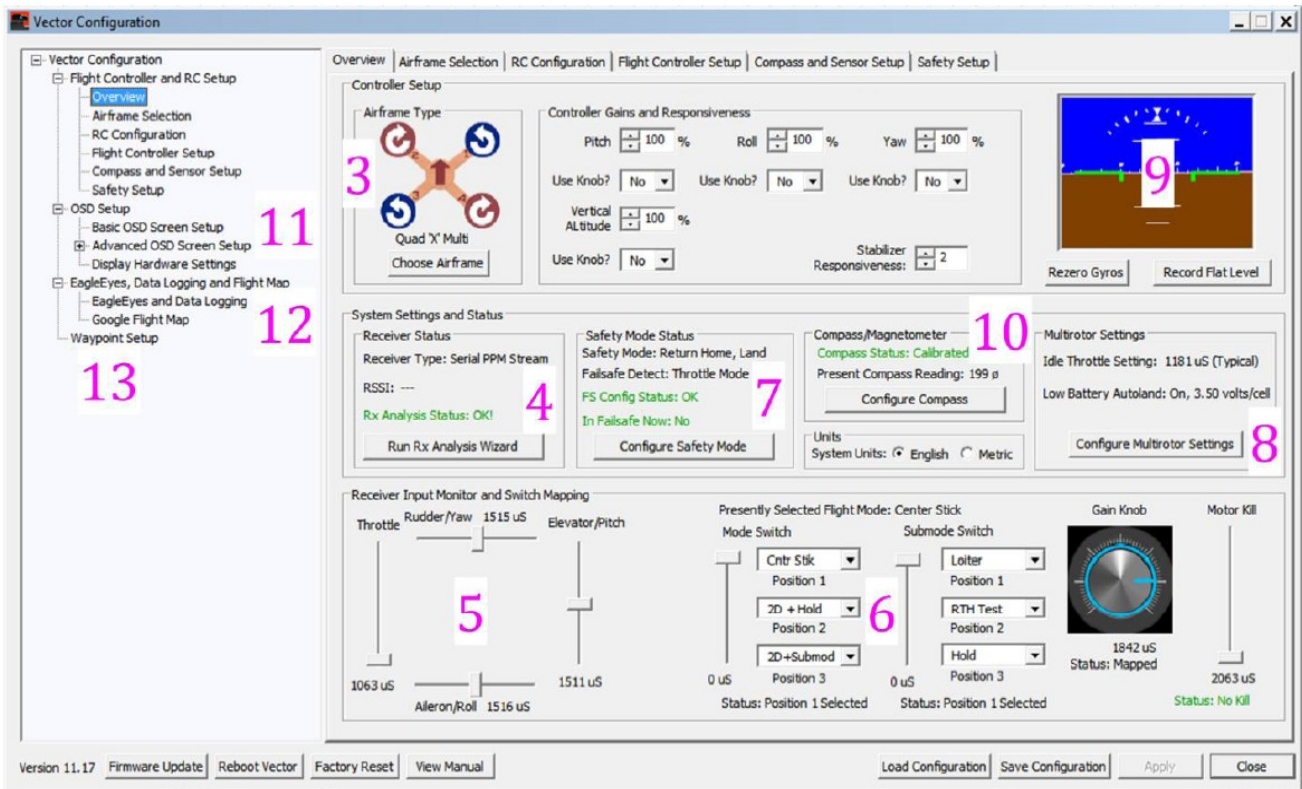 Vector Configuration
Vector Configuration
Flight Controller and RC Setup
Overview
Airframe Selection
RC Configuration
Flight Controller Setup
Compass and Sensor Setup
Safety Setup
OSD Setup
11
Basic OSD Screen Setup
Advanced OSD Screen Setup
Display Hardware Settings
EagleEyes, Data Logging and Flight Map
EagleEyes and Data Logging
12
Google Flight Map
Waypoint Setup
13
Overview Airframe Selection RC Configuration Flight Controller Setup Compass and Sensor Setup Safety Setup
Controller Setup
Airframe Type
1
2
3
4
3
Quad 'X' Multi
Choose Airframe
Controller Gains and Responsiveness
Pitch 100 % Roll 100 % Yaw 100 %
Use Knob? No Use Knob? No Use Knob? No
Vertical
ALtitude 100 %
Use Knob? No
Stabilizer
Responsiveness: 2
9
Rezero Gyros Record Flat Level
System Settings and Status
Receiver Status
Receiver Type: Serial PPM Stream
RSSI: ---
4
Rx Analysis Status: OK!
Run Rx Analysis Wizard
Safety Mode Status
Safety Mode: Return Home, Land
Failsafe Detect: Throttle Mode
7
FS Config Status: OK
In Failsafe Now: No
Configure Safety Mode
Compass/Magnetometer
10
Compass Status: Calibrated
Present Compass Reading: 199 ø
Configure Compass
Units
System Units: English Metric
Multirotor Settings
Idle Throttle Setting: 1181 uS (Typical)
Low Battery Autoland: On, 3.50 volts/cell
Configure Multirotor Settings
8
Receiver Input Monitor and Switch Mapping
Throttle
1063 uS
Rudder/Yaw 1515 uS
5
Aileron/Roll 1516 uS
Elevator/Pitch
1511 uS
Presently Selected Flight Mode: Center Stick
Mode Switch
Cntr Stik
Position 1
2D + Hold
Position 2
2D+Submod
Position 3
0 uS
Status: Position 1 Selected
6
Submode Switch
Loiter
Position 1
RTH Test
Position 2
Hold
Position 3
0 uS
Status: Position 1 Selected
Gain Knob
1842 uS
Status: Mapped
Motor Kill
2063 uS
Status: No Kill
Version 11.17 Firmware Update Reboot Vector Factory Reset View Manual Load Configuration Save Configuration Apply Close